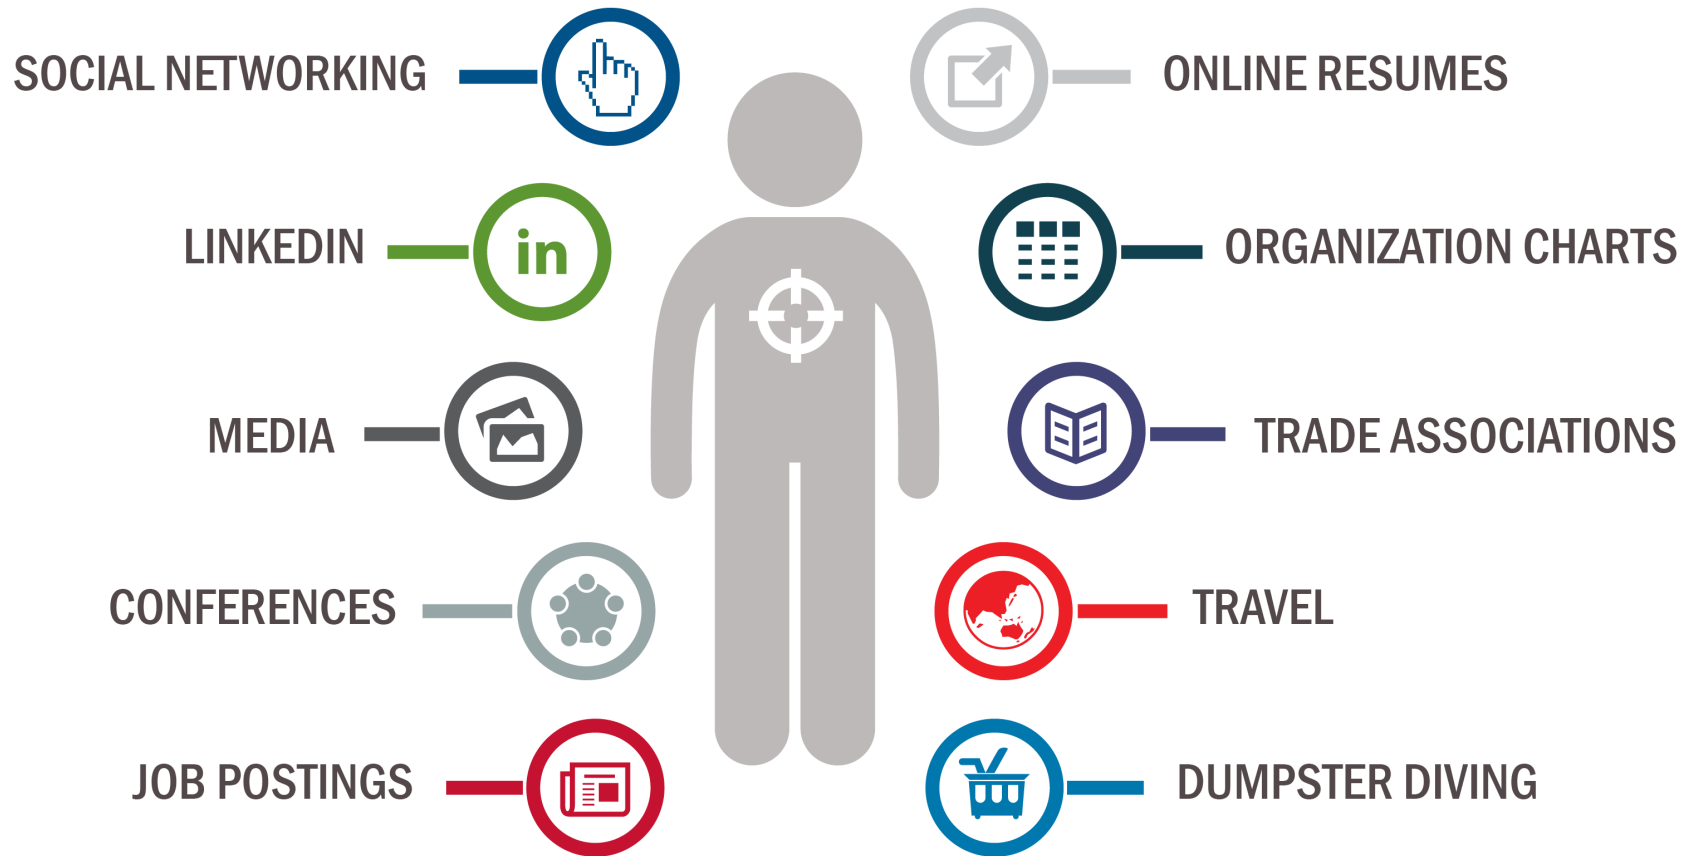 SOCIAL NETWORKING
ONLINE RESUMES
LINKEDIN
in
ORGANIZATION CHARTS
MEDIA
TRADE ASSOCIATIONS
CONFERENCES
TRAVEL
JOB POSTINGS
DUMPSTER DIVING